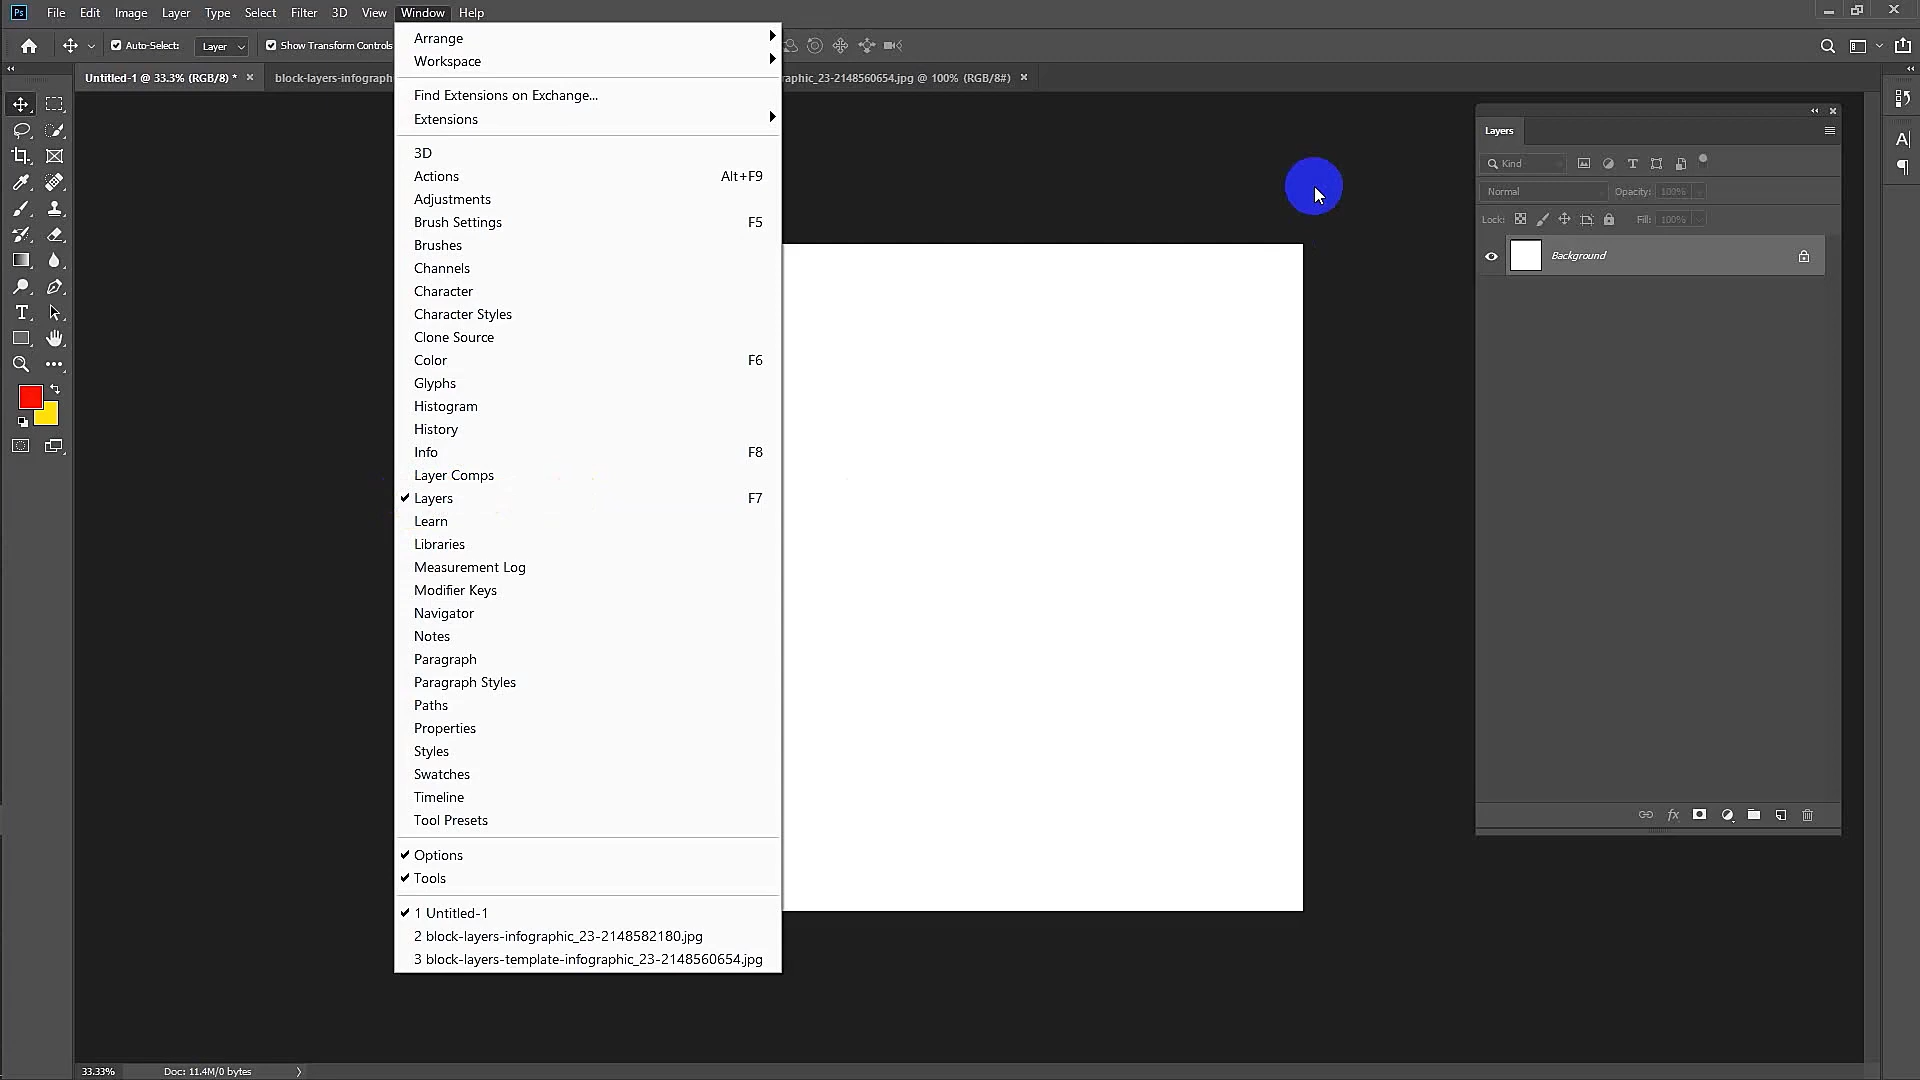 Ps File Edit Image Layer Type Select Filter 3D View Window Help
Auto-Select: Layer Show Transform Controls
Untitled-1 @ 33.3% (RGB/8) * × block-layers-infograph raphic_23-2148560654.jpg @ 100% (RGB/8#) ×
Arrange
Workspace
Find Extensions on Exchange...
Extensions
3D
Actions Alt+F9
Adjustments
Brush Settings F5
Brushes
Channels
Character
Character Styles
Clone Source
Color F6
Glyphs
Histogram
History
Info F8
Layer Comps
Layers F7
Learn
Libraries
Measurement Log
Modifier Keys
Navigator
Notes
Paragraph
Paragraph Styles
Paths
Properties
Styles
Swatches
Timeline
Tool Presets
Options
Tools
1 Untitled-1
2 block-layers-infographic_23-2148582180.jpg
3 block-layers-template-infographic_23-2148560654.jpg
Layers
Kind
Normal Opacity: 100%
Lock: Fill: 100%
Background
fx
33.33% Doc: 11.4M/0 bytes